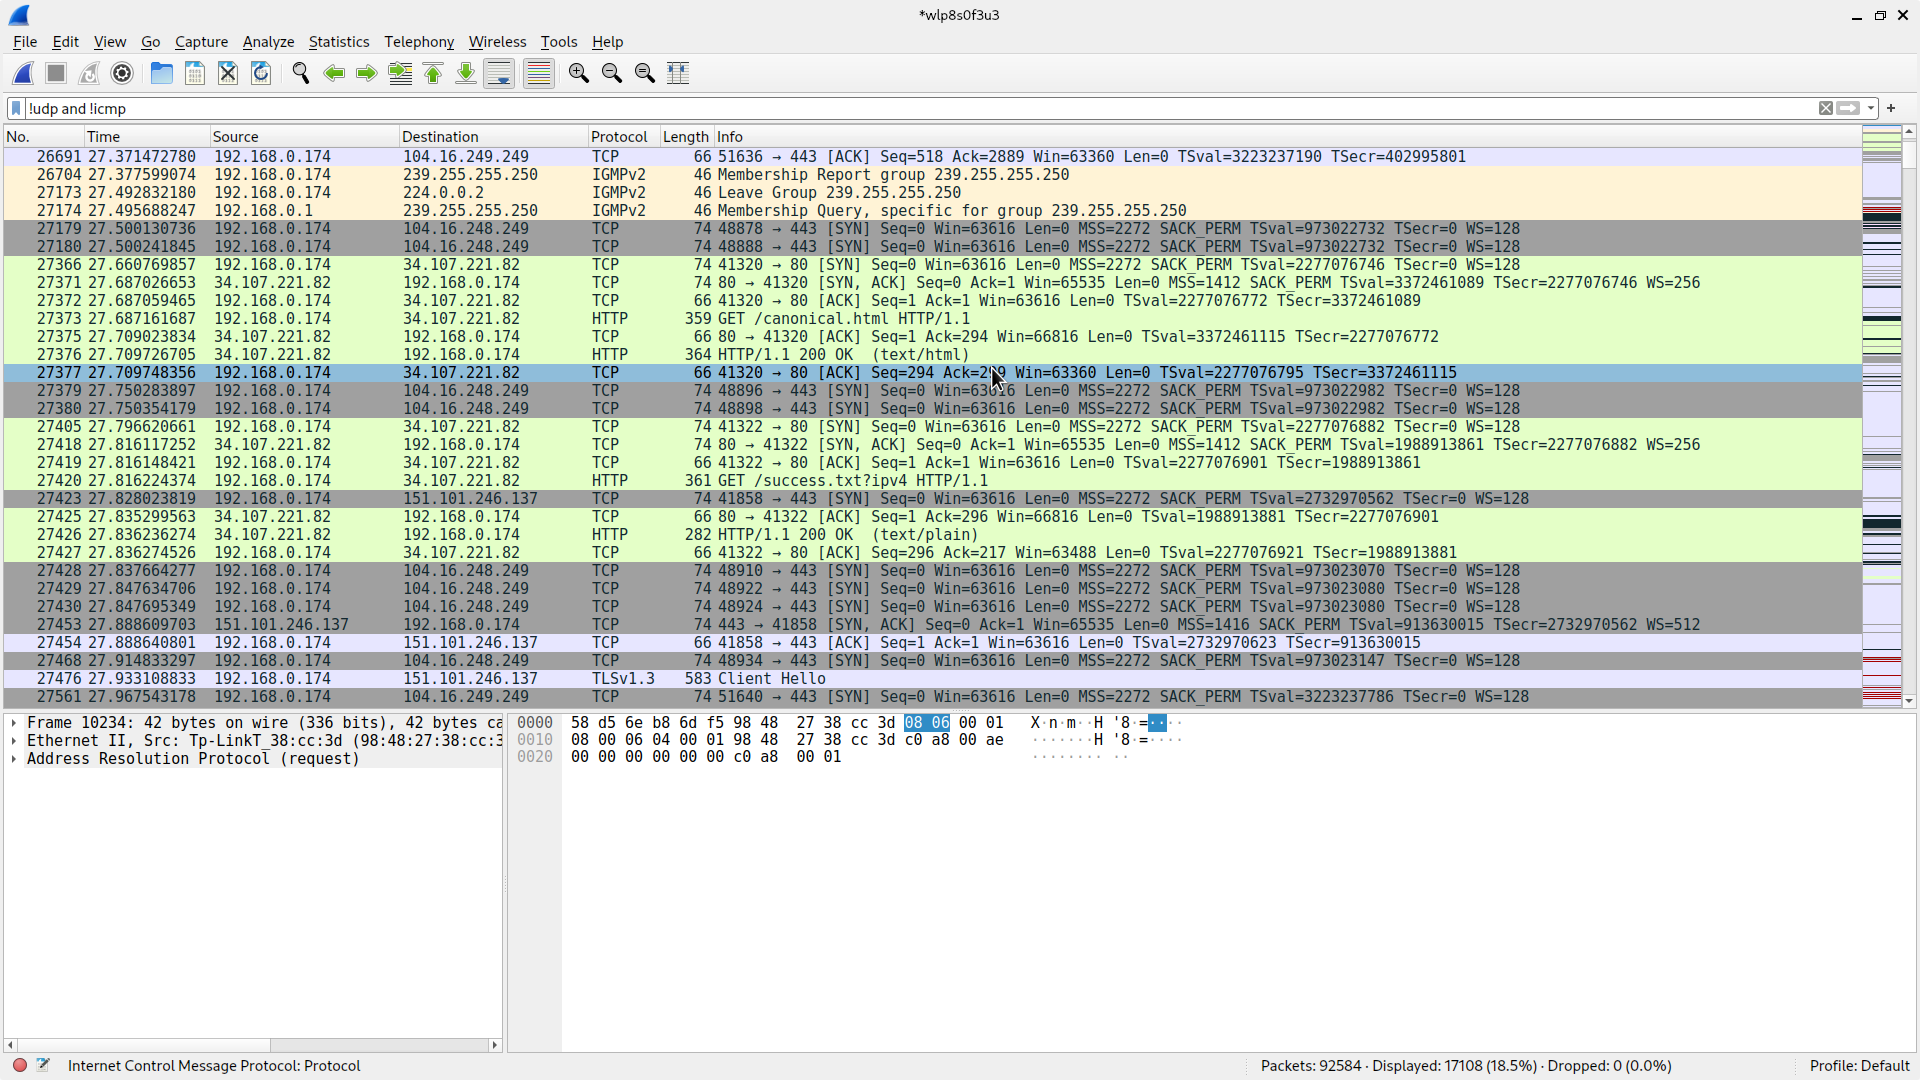 *wlp8s0f3u3
File Edit View Go Capture Analyze Statistics Telephony Wireless Tools Help
!udp and !icmp
No. Time Source Destination Protocol Length Info
26691 27.371472780 192.168.0.174 104.16.249.249 TCP 66 51636 → 443 [ACK] Seq=518 Ack=2889 Win=63360 Len=0 TSval=3223237190 TSecr=402995801
26704 27.377599074 192.168.0.174 239.255.255.250 IGMPv2 46 Membership Report group 239.255.255.250
27173 27.492832180 192.168.0.174 224.0.0.2 IGMPv2 46 Leave Group 239.255.255.250
27174 27.495688247 192.168.0.1 239.255.255.250 IGMPv2 46 Membership Query, specific for group 239.255.255.250
27179 27.500130736 192.168.0.174 104.16.248.249 TCP 74 48878 → 443 [SYN] Seq=0 Win=63616 Len=0 MSS=2272 SACK_PERM TSval=973022732 TSecr=0 WS=128
27180 27.500241845 192.168.0.174 104.16.248.249 TCP 74 48888 → 443 [SYN] Seq=0 Win=63616 Len=0 MSS=2272 SACK_PERM TSval=973022732 TSecr=0 WS=128
27366 27.660769857 192.168.0.174 34.107.221.82 TCP 74 41320 → 80 [SYN] Seq=0 Win=63616 Len=0 MSS=2272 SACK_PERM TSval=2277076746 TSecr=0 WS=128
27371 27.687026653 34.107.221.82 192.168.0.174 TCP 74 80 → 41320 [SYN, ACK] Seq=0 Ack=1 Win=65535 Len=0 MSS=1412 SACK_PERM TSval=3372461089 TSecr=2277076746 WS=256
27372 27.687059465 192.168.0.174 34.107.221.82 TCP 66 41320 → 80 [ACK] Seq=1 Ack=1 Win=63616 Len=0 TSval=2277076772 TSecr=3372461089
27373 27.687161687 192.168.0.174 34.107.221.82 HTTP 359 GET /canonical.html HTTP/1.1
27375 27.709023834 34.107.221.82 192.168.0.174 TCP 66 80 → 41320 [ACK] Seq=1 Ack=294 Win=66816 Len=0 TSval=3372461115 TSecr=2277076772
27376 27.709726705 34.107.221.82 192.168.0.174 HTTP 364 HTTP/1.1 200 OK (text/html)
27377 27.709748356 192.168.0.174 34.107.221.82 TCP 66 41320 → 80 [ACK] Seq=294 Win=63360 Len=0 TSval=2277076795 TSecr=3372461115
27379 27.750283897 192.168.0.174 104.16.248.249 TCP 74 48896 → 443 [SYN] Seq=0 Win=63616 Len=0 MSS=2272 SACK_PERM TSval=973022982 TSecr=0 WS=128
27380 27.750354179 192.168.0.174 104.16.248.249 TCP 74 48898 → 443 [SYN] Seq=0 Win=63616 Len=0 MSS=2272 SACK_PERM TSval=973022982 TSecr=0 WS=128
27405 27.796620661 192.168.0.174 34.107.221.82 TCP 74 41322 → 80 [SYN] Seq=0 Win=63616 Len=0 MSS=2272 SACK_PERM TSval=2277076882 TSecr=0 WS=128
27418 27.816117252 34.107.221.82 192.168.0.174 TCP 74 80 → 41322 [SYN, ACK] Seq=0 Ack=1 Win=65535 Len=0 MSS=1412 SACK_PERM TSval=1988913861 TSecr=2277076882 WS=256
27419 27.816148421 192.168.0.174 34.107.221.82 TCP 66 41322 → 80 [ACK] Seq=1 Ack=1 Win=63616 Len=0 TSval=2277076901 TSecr=1988913861
27420 27.816224374 192.168.0.174 34.107.221.82 HTTP 361 GET /success.txt?ipv4 HTTP/1.1
27423 27.828023819 192.168.0.174 151.101.246.137 TCP 74 41858 → 443 [SYN] Seq=0 Win=63616 Len=0 MSS=2272 SACK_PERM TSval=2732970562 TSecr=0 WS=128
27425 27.835299563 34.107.221.82 192.168.0.174 TCP 66 80 → 41322 [ACK] Seq=1 Ack=296 Win=66816 Len=0 TSval=1988913881 TSecr=2277076901
27426 27.836236274 34.107.221.82 192.168.0.174 HTTP 282 HTTP/1.1 200 OK (text/plain)
27427 27.836274526 192.168.0.174 34.107.221.82 TCP 66 41322 → 80 [ACK] Seq=296 Ack=217 Win=63488 Len=0 TSval=2277076921 TSecr=1988913881
27428 27.837664277 192.168.0.174 104.16.248.249 TCP 74 48910 → 443 [SYN] Seq=0 Win=63616 Len=0 MSS=2272 SACK_PERM TSval=973023070 TSecr=0 WS=128
27429 27.847634706 192.168.0.174 104.16.248.249 TCP 74 48922 → 443 [SYN] Seq=0 Win=63616 Len=0 MSS=2272 SACK_PERM TSval=973023080 TSecr=0 WS=128
27430 27.847695349 192.168.0.174 104.16.248.249 TCP 74 48924 → 443 [SYN] Seq=0 Win=63616 Len=0 MSS=2272 SACK_PERM TSval=973023080 TSecr=0 WS=128
27453 27.888609703 151.101.246.137 192.168.0.174 TCP 74 443 → 41858 [SYN, ACK] Seq=0 Ack=1 Win=65535 Len=0 MSS=1416 SACK_PERM TSval=913630015 TSecr=2732970562 WS=512
27454 27.888640801 192.168.0.174 151.101.246.137 TCP 66 41858 → 443 [ACK] Seq=1 Ack=1 Win=63616 Len=0 TSval=2732970623 TSecr=913630015
27468 27.914833297 192.168.0.174 104.16.248.249 TCP 74 48934 → 443 [SYN] Seq=0 Win=63616 Len=0 MSS=2272 SACK_PERM TSval=973023147 TSecr=0 WS=128
27476 27.933108833 192.168.0.174 151.101.246.137 TLSv1.3 583 Client Hello
27561 27.967543178 192.168.0.174 104.16.249.249 TCP 74 51640 → 443 [SYN] Seq=0 Win=63616 Len=0 MSS=2272 SACK_PERM TSval=3223237786 TSecr=0 WS=128
Frame 10234: 42 bytes on wire (336 bits), 42 bytes ca
Ethernet II, Src: Tp-LinkT_38:cc:3d (98:48:27:38:cc:3
Address Resolution Protocol (request)
0000 58 d5 6e b8 6d f5 98 48 27 38 cc 3d 08 06 00 01 X·n·m··H '8·=····
0010 08 00 06 04 00 01 98 48 27 38 cc 3d c0 a8 00 ae ·······H '8·=····
0020 00 00 00 00 00 00 c0 a8 00 01 ········ ··
Internet Control Message Protocol: Protocol
Packets: 92584 · Displayed: 17108 (18.5%) · Dropped: 0 (0.0%)
Profile: Default